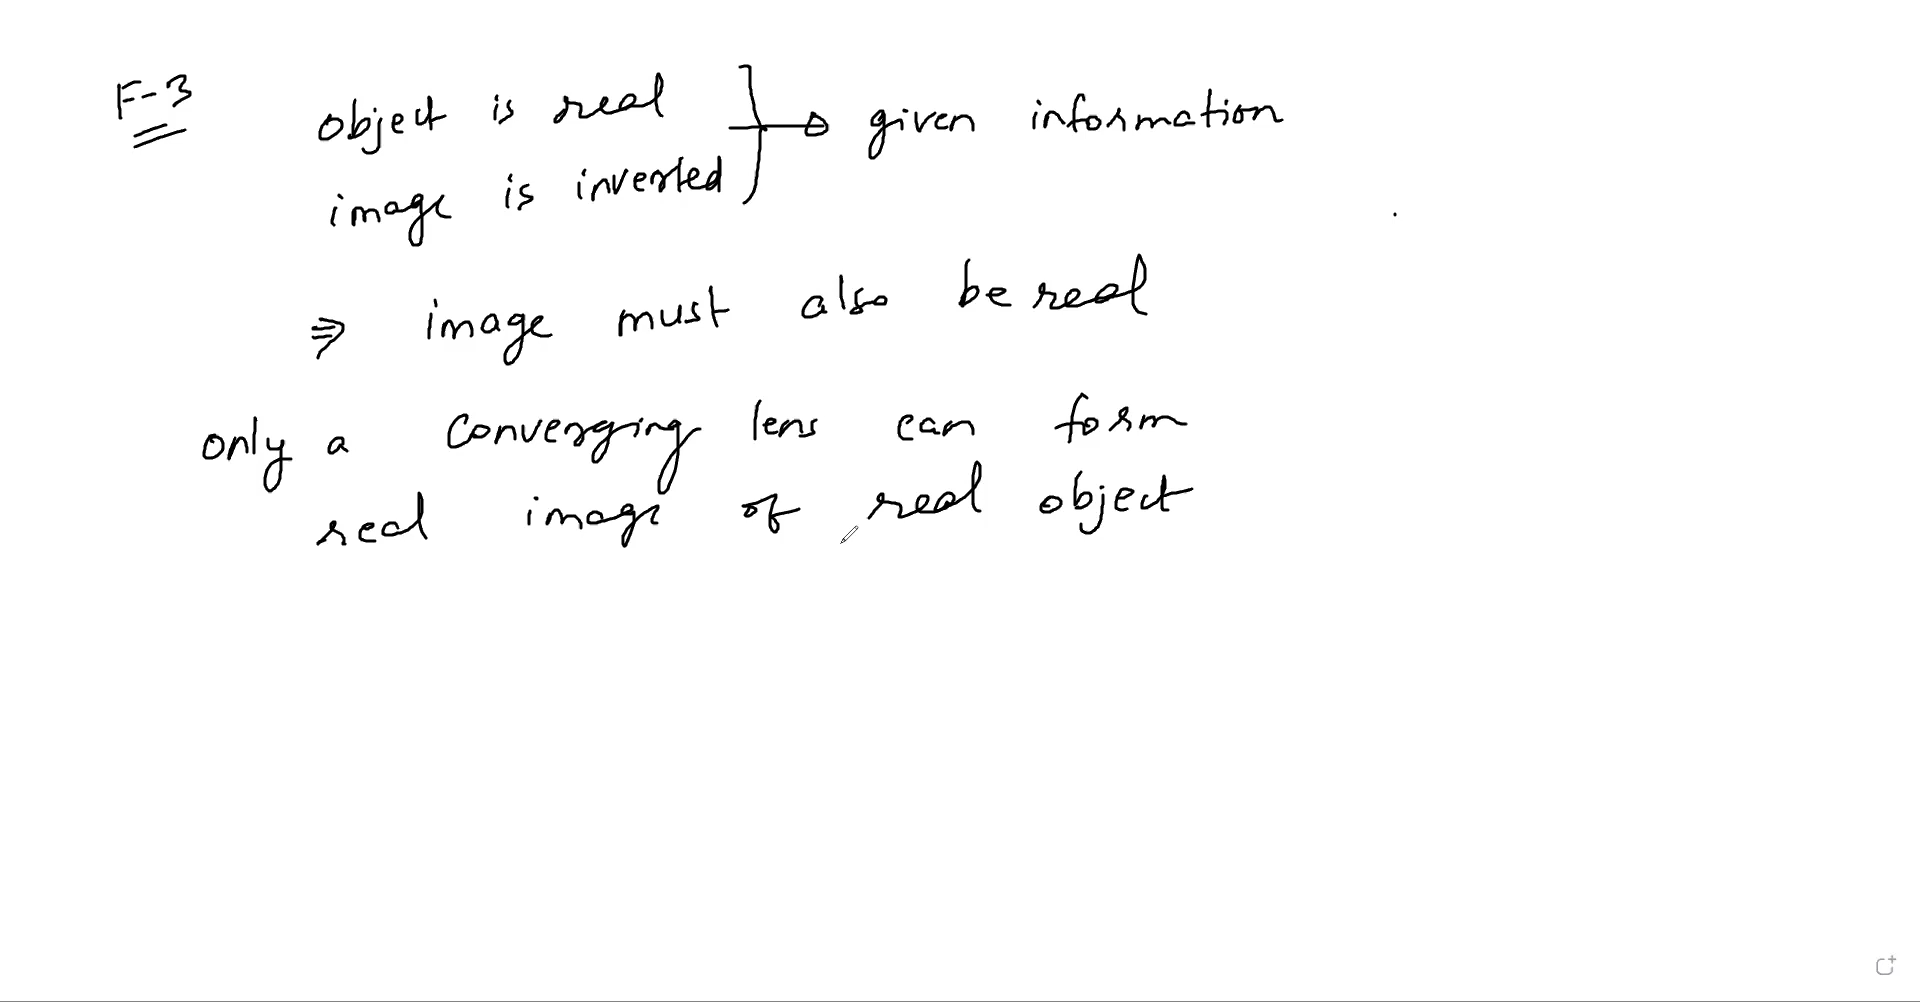 F-3
object is real
image is inverted
→ given information
⇒ image must also be real
only a converging lens can form
real image of real object